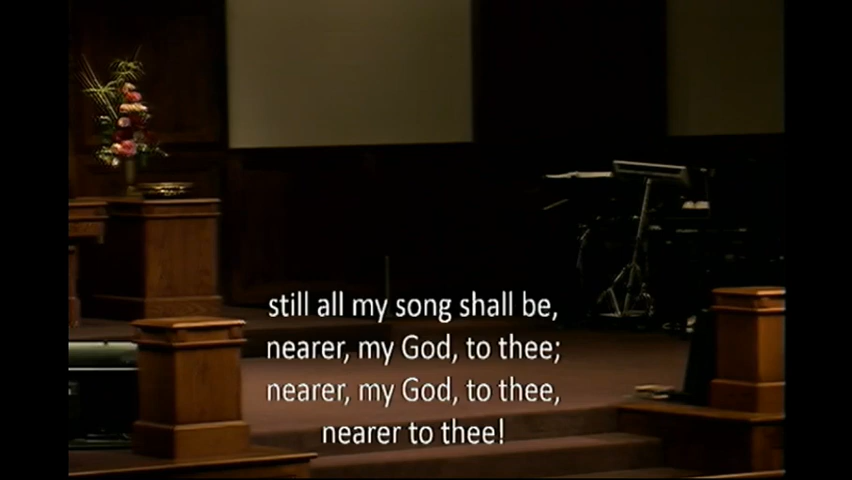 still all my song shall be,
nearer, my God, to thee;
nearer, my God, to thee,
nearer to thee!